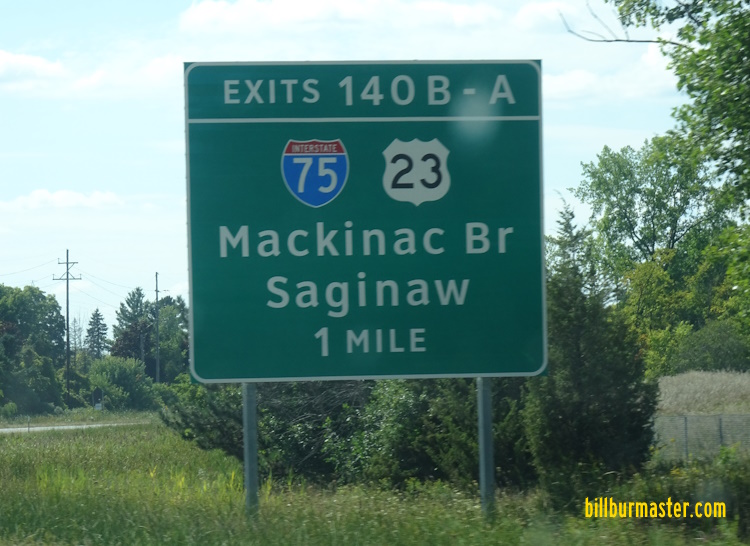 EXITS 140 B - A
INTERSTATE
75 23
Mackinac Br
Saginaw
1 MILE
billburmaster.com